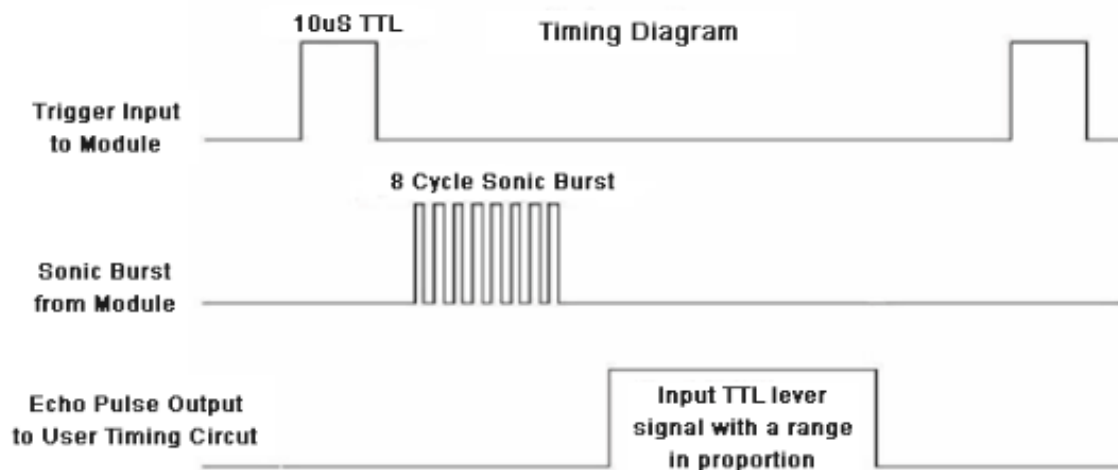 10uS TTL
Timing Diagram
Trigger Input
to Module
8 Cycle Sonic Burst
Sonic Burst
from Module
Echo Pulse Output
to User Timing Circut
Input TTL lever
signal with a range
in proportion